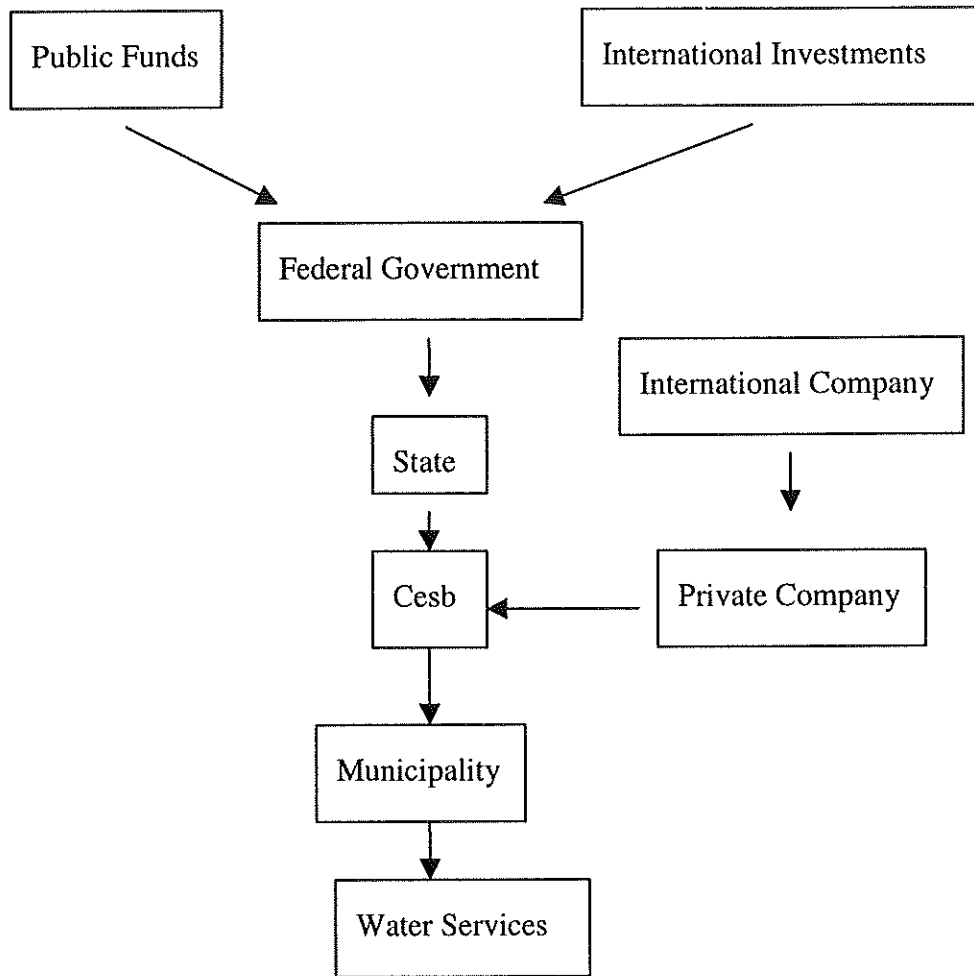 Public Funds
International Investments
Federal Government
International Company
State
Cesb
Private Company
Municipality
Water Services